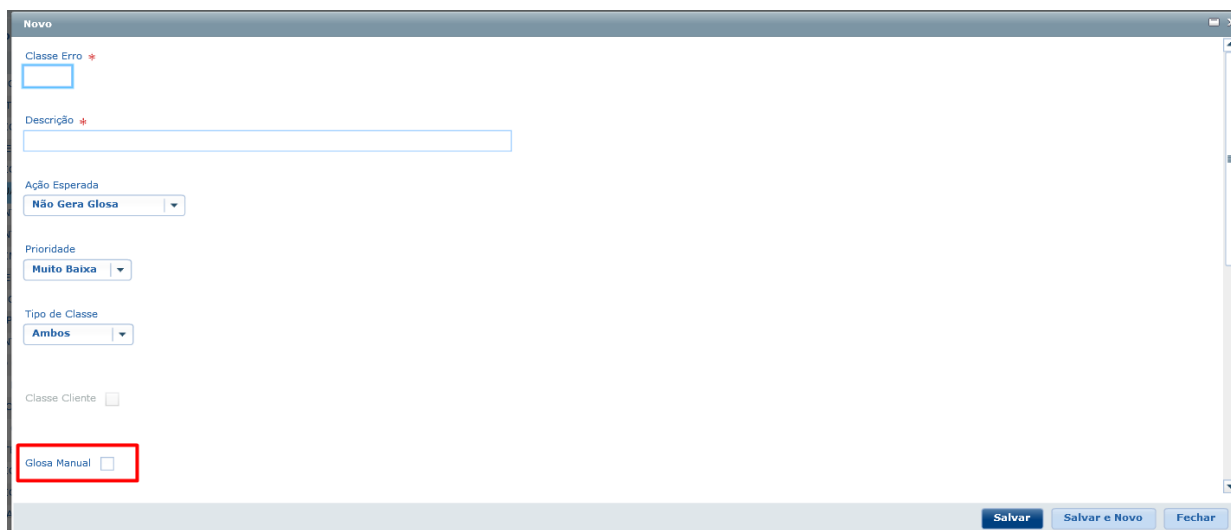 Novo
Classe Erro *
Descrição *
Ação Esperada
Não Gera Glosa
Prioridade
Muito Baixa
Tipo de Classe
Ambos
Classe Cliente
Glosa Manual
Salvar Salvar e Novo Fechar